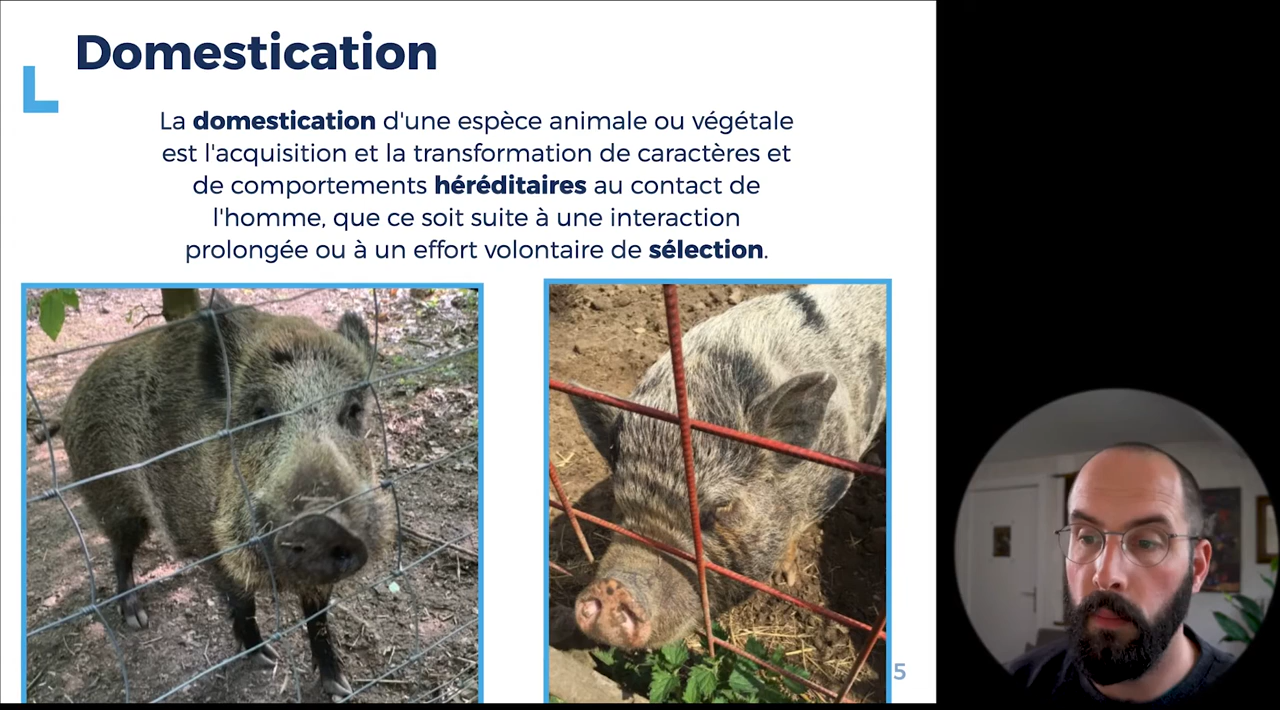 Domestication
La domestication d'une espèce animale ou végétale
est l'acquisition et la transformation de caractères et
de comportements héréditaires au contact de
l'homme, que ce soit suite à une interaction
prolongée ou à un effort volontaire de sélection.
5